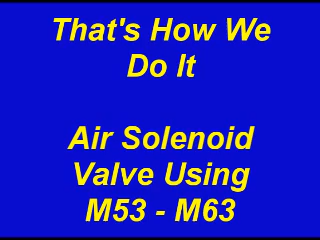 That's How We
Do It
Air Solenoid
Valve Using
M53 - M63